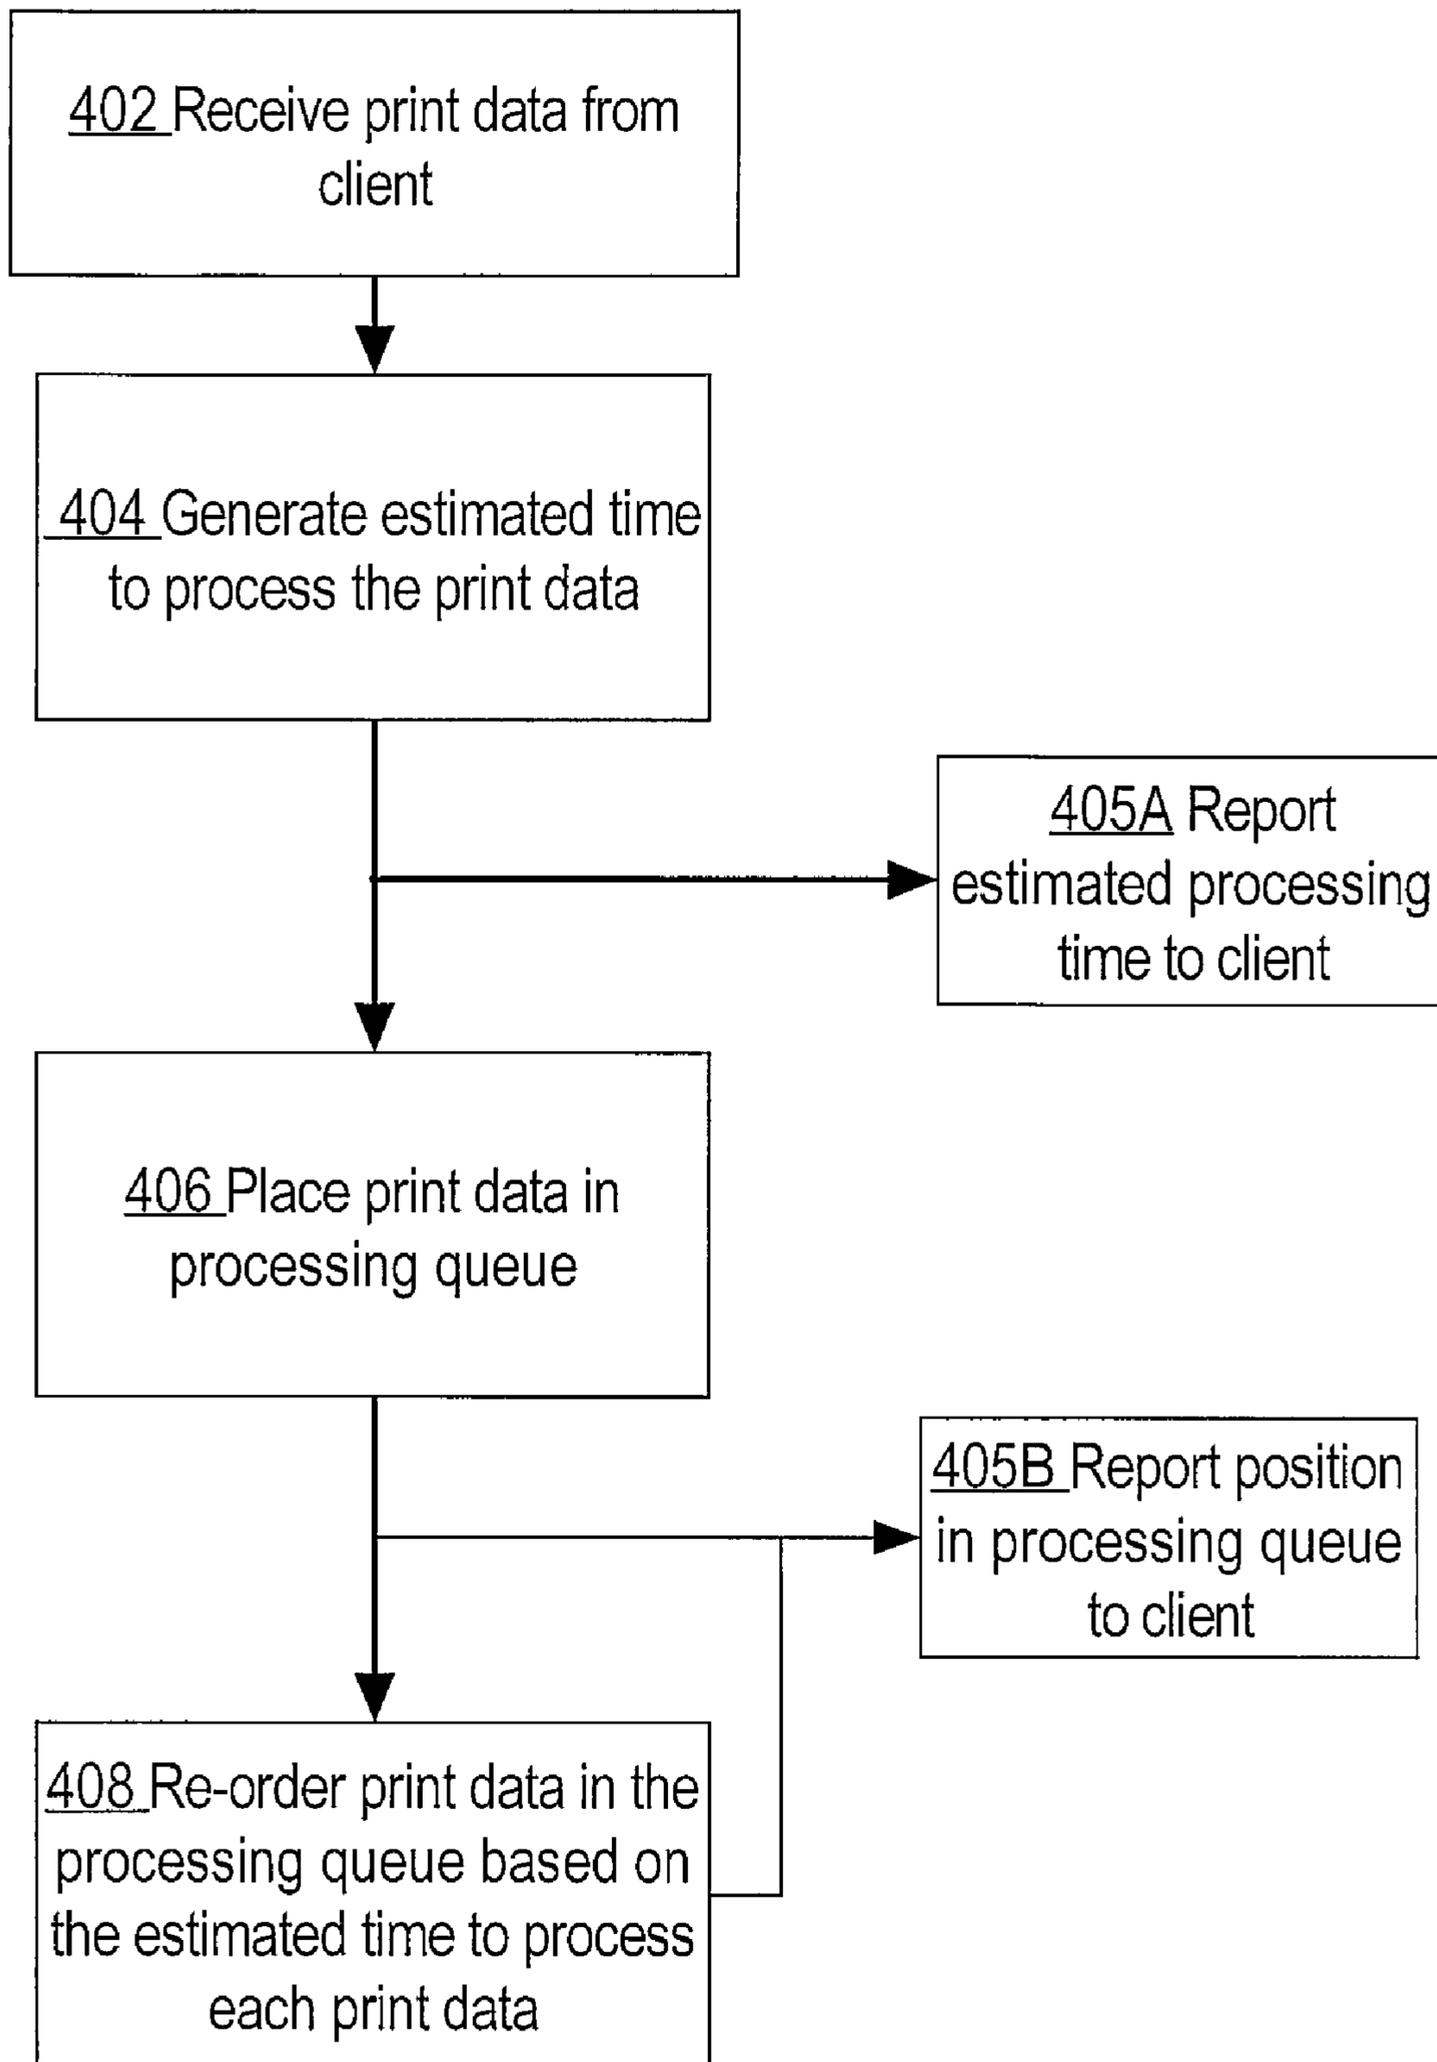 402 Receive print data from
client
404 Generate estimated time
to process the print data
405A Report
estimated processing
time to client
406 Place print data in
processing queue
405B Report position
in processing queue
to client
408 Re-order print data in the
processing queue based on
the estimated time to process
each print data